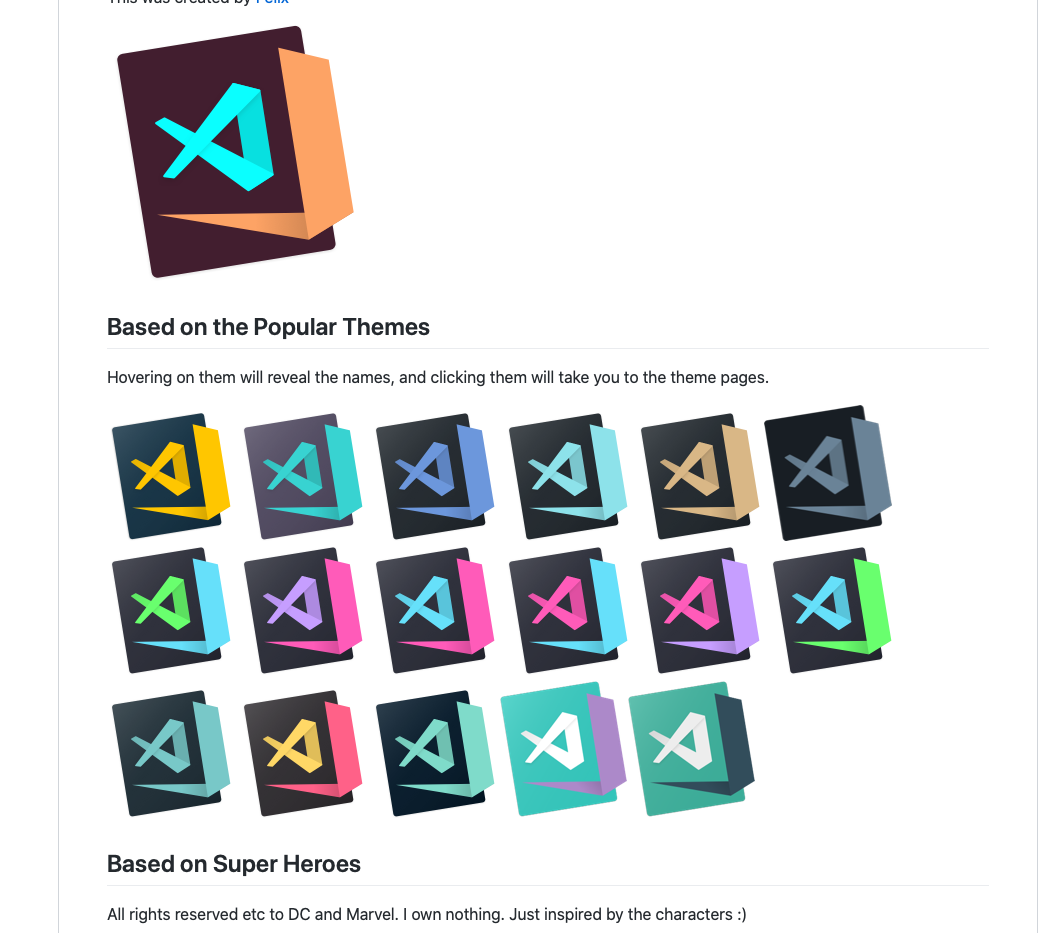 This was created by Felix
Based on the Popular Themes
Hovering on them will reveal the names, and clicking them will take you to the theme pages.
Based on Super Heroes
All rights reserved etc to DC and Marvel. I own nothing. Just inspired by the characters :)